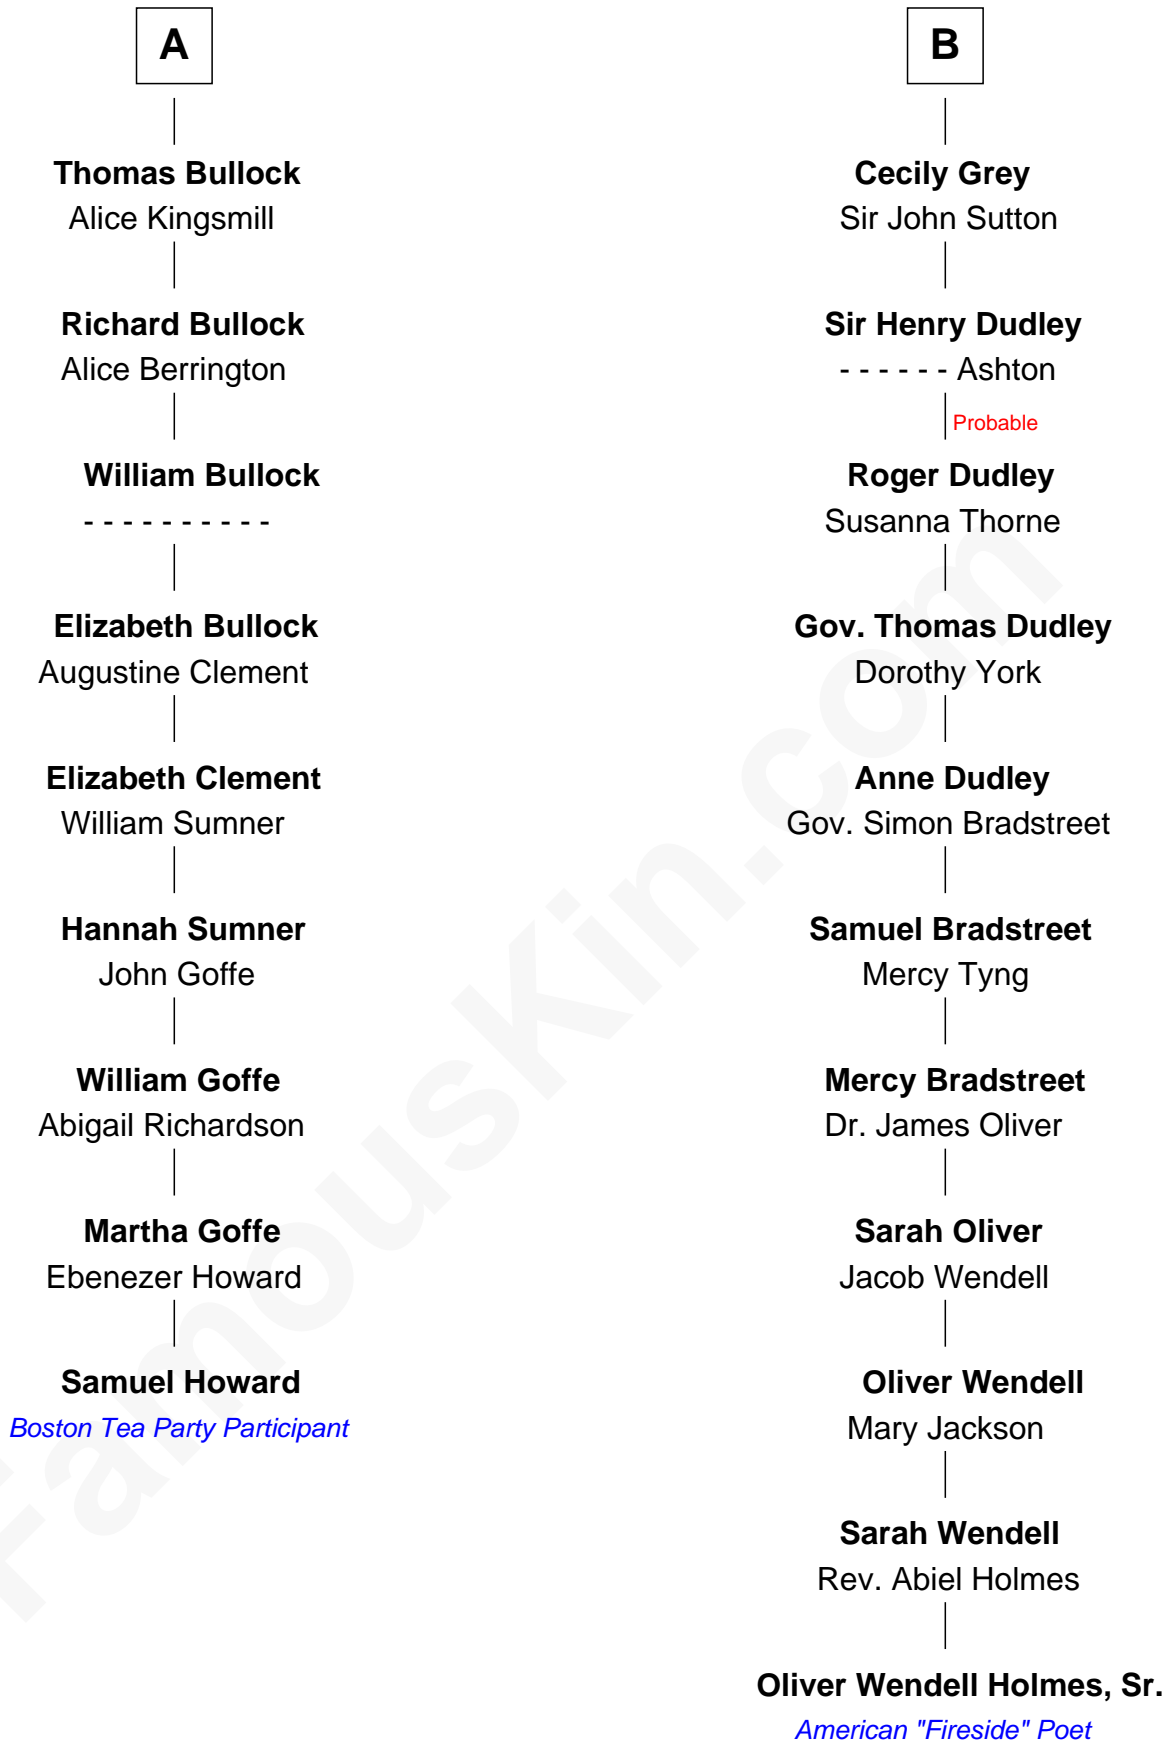 A
Thomas Bullock
Alice Kingsmill
Richard Bullock
Alice Berrington
William Bullock
- - - - - - - - - -
Elizabeth Bullock
Augustine Clement
Elizabeth Clement
William Sumner
Hannah Sumner
John Goffe
William Goffe
Abigail Richardson
Martha Goffe
Ebenezer Howard
Samuel Howard
Boston Tea Party Participant
B
Cecily Grey
Sir John Sutton
Sir Henry Dudley
- - - - - - Ashton
Probable
Roger Dudley
Susanna Thorne
Gov. Thomas Dudley
Dorothy York
Anne Dudley
Gov. Simon Bradstreet
Samuel Bradstreet
Mercy Tyng
Mercy Bradstreet
Dr. James Oliver
Sarah Oliver
Jacob Wendell
Oliver Wendell
Mary Jackson
Sarah Wendell
Rev. Abiel Holmes
Oliver Wendell Holmes, Sr.
American "Fireside" Poet
FamousKin.com